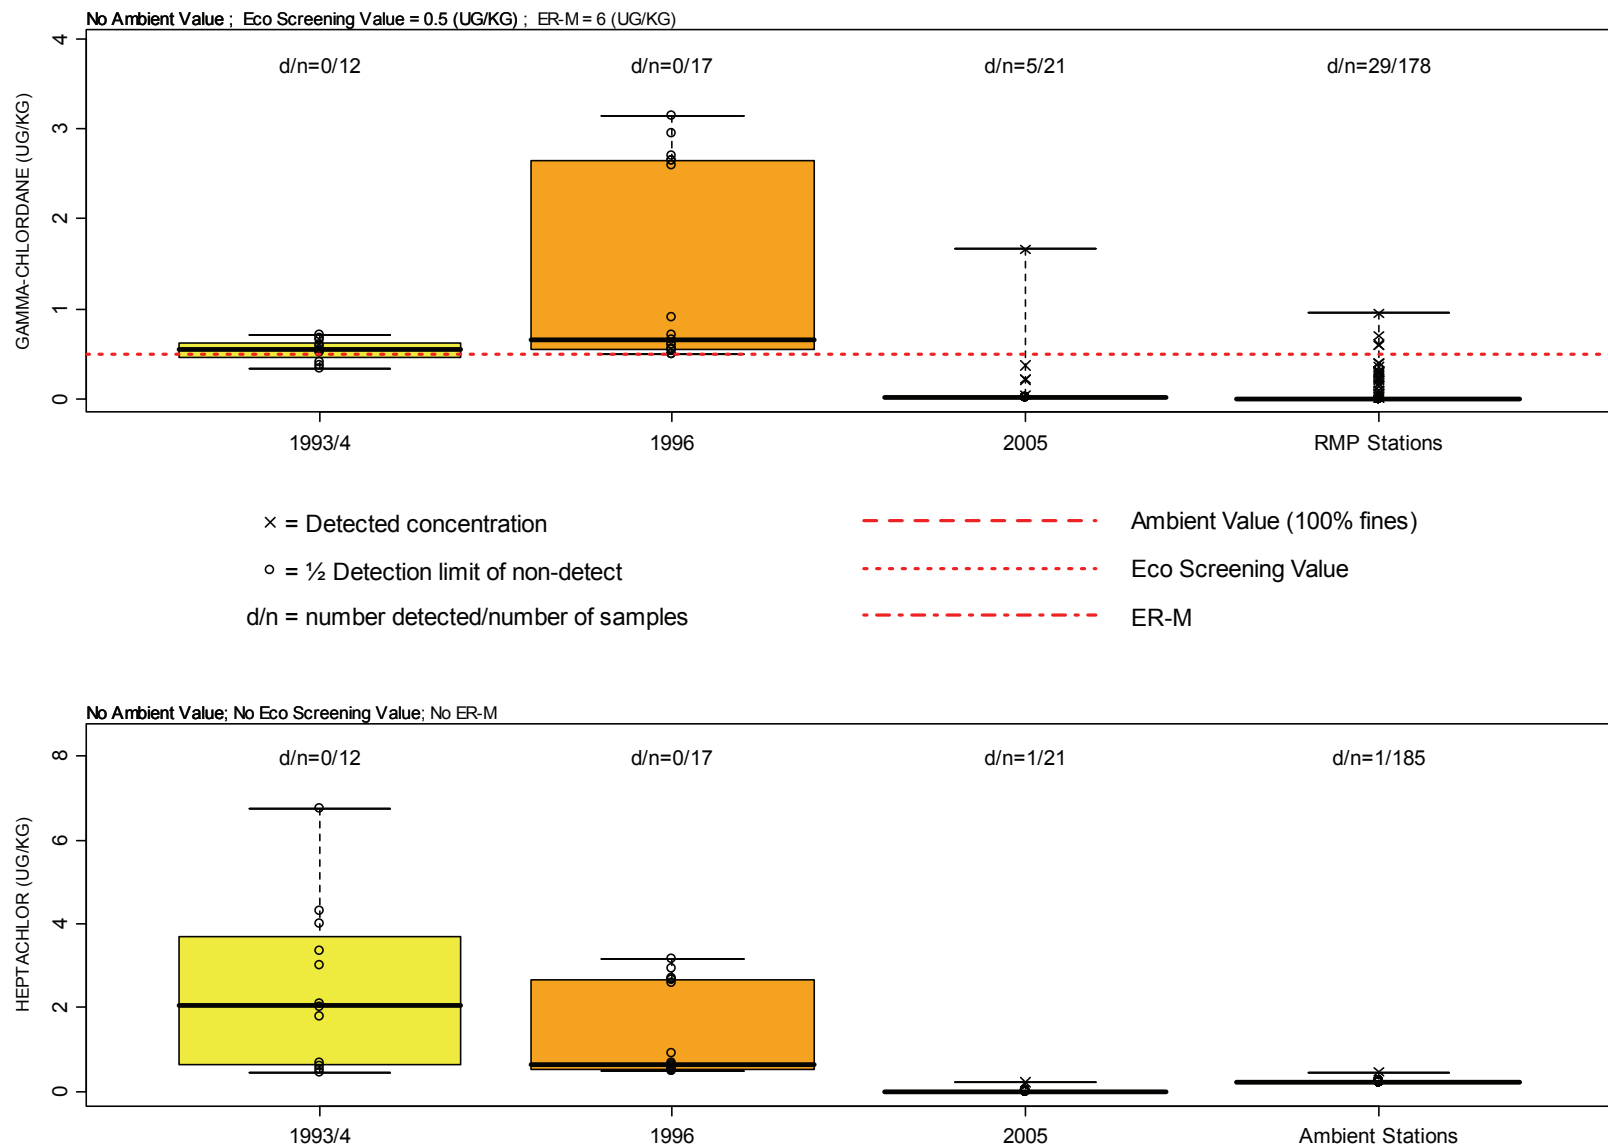 No Ambient Value ; Eco Screening Value = 0.5 (UG/KG) ; ER-M = 6 (UG/KG)
GAMMA-CHLORDANE (UG/KG)
4
3
2
1
0
d/n=0/12 d/n=0/17 d/n=5/21 d/n=29/178
1993/4 1996 2005 RMP Stations
× = Detected concentration
○ = ½ Detection limit of non-detect
d/n = number detected/number of samples
Ambient Value (100% fines)
Eco Screening Value
ER-M
No Ambient Value; No Eco Screening Value; No ER-M
HEPTACHLOR (UG/KG)
8
6
4
2
0
d/n=0/12 d/n=0/17 d/n=1/21 d/n=1/185
1993/4 1996 2005 Ambient Stations